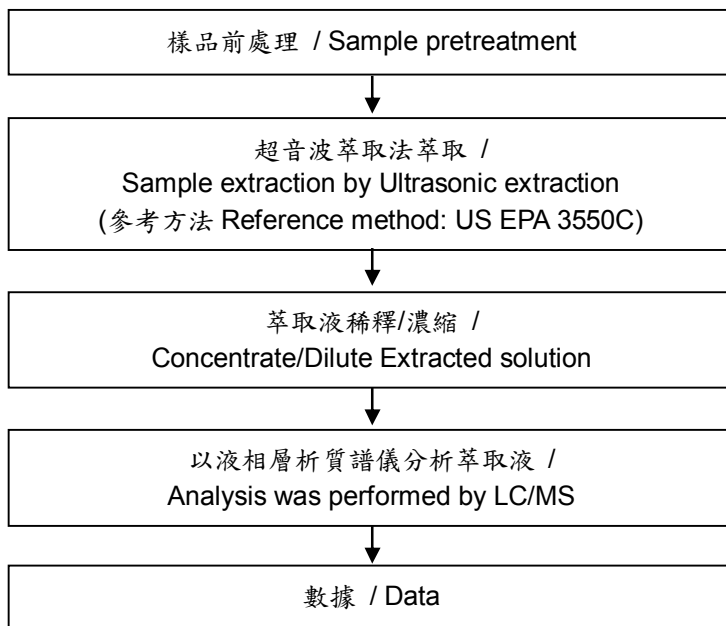 樣品前處理 / Sample pretreatment
超音波萃取法萃取 /
Sample extraction by Ultrasonic extraction
(參考方法 Reference method: US EPA 3550C)
萃取液稀釋/濃縮 /
Concentrate/Dilute Extracted solution
以液相層析質譜儀分析萃取液 /
Analysis was performed by LC/MS
數據 / Data